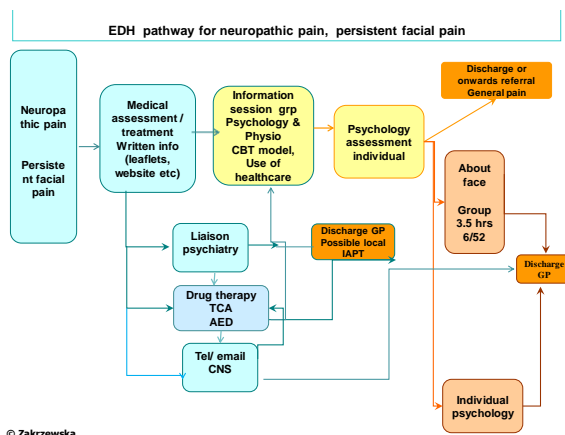 EDH pathway for neuropathic pain, persistent facial pain
Neuropa
thic pain
Persiste
nt facial
pain
Medical
assessment /
treatment
Written info
(leaflets,
website etc)
Information
session grp
Psychology &
Physio
CBT model,
Use of
healthcare
Psychology
assessment
individual
Discharge or
onwards referral
General pain
About
face
Group
3.5 hrs
6/52
Liaison
psychiatry
Discharge GP
Possible local
IAPT
Discharge
GP
Drug therapy
TCA
AED
Tel/ email
CNS
Individual
psychology
© Zakrzewska